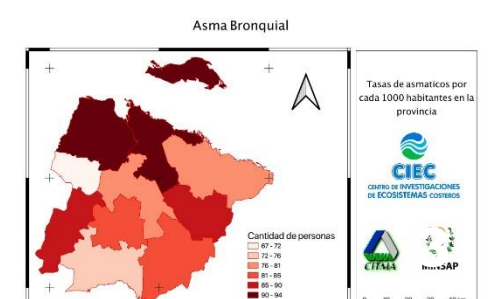 Asma Bronquial
Tasas de asmaticos por
cada 1000 habitantes en la
provincia
CIEC
CENTRO DE INVESTIGACIONES
DE ECOSISTEMAS COSTEROS
CITMA
MINSAP
Cantidad de personas
67 - 72
72 - 76
76 - 81
81 - 85
85 - 90
90 - 94